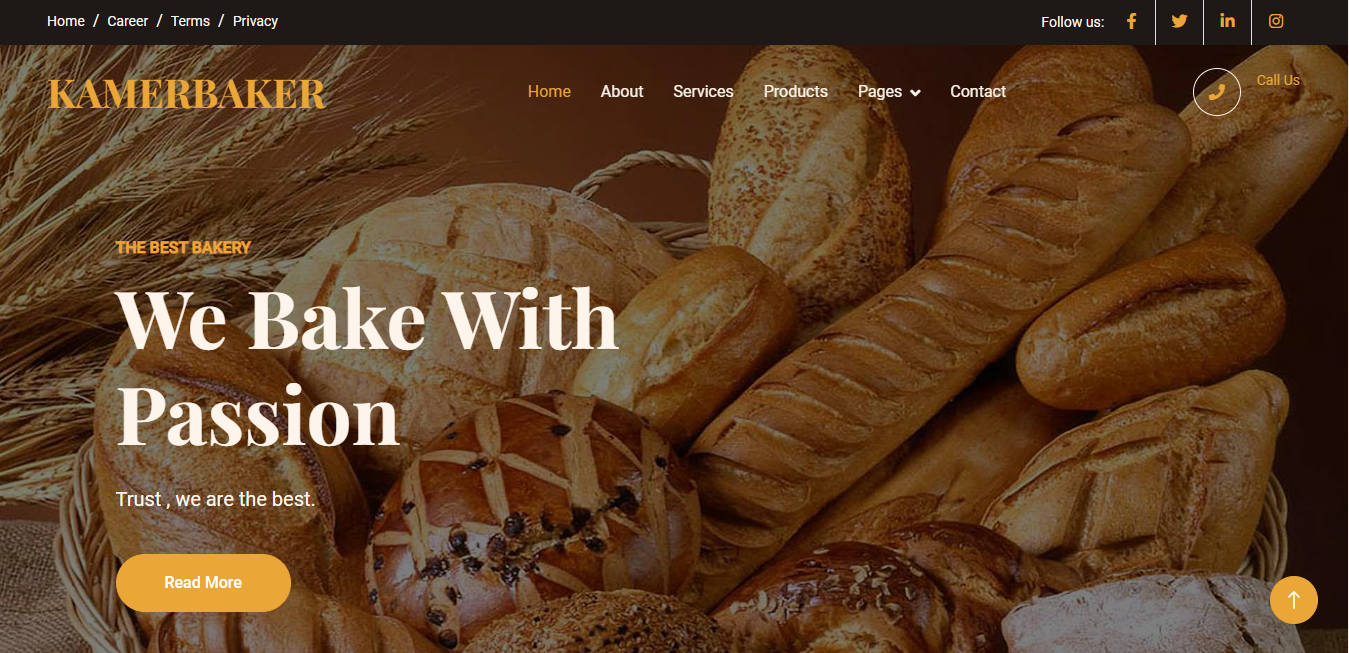 Home / Career / Terms / Privacy
Follow us:
KAMERBAKER
Home About Services Products Pages Contact
Call Us
THE BEST BAKERY
We Bake With
Passion
Trust , we are the best.
Read More